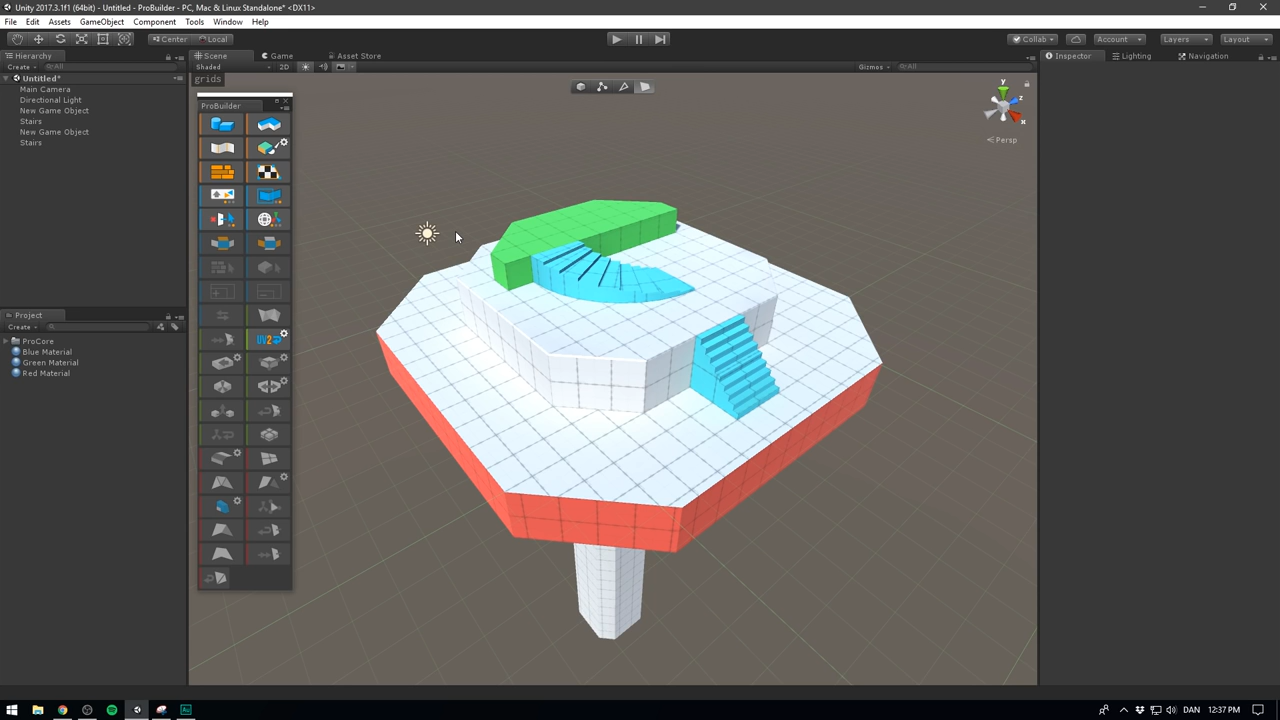 Unity 2017.3.1f1 (64bit) - Untitled - ProBuilder - PC, Mac & Linux Standalone* <DX11>
File Edit Assets GameObject Component Tools Window Help
Center Local Collab Account Layers Layout
Hierarchy Scene Game Asset Store Inspector Lighting Navigation
Create All Shaded 2D Gizmos All
Untitled*
grids
Main Camera
Directional Light
New Game Object
Stairs
New Game Object
Stairs
ProBuilder
y
z
x
Persp
Project
Create
ProCore
Blue Material
Green Material
Red Material
UV2
Au
DAN 12:37 PM